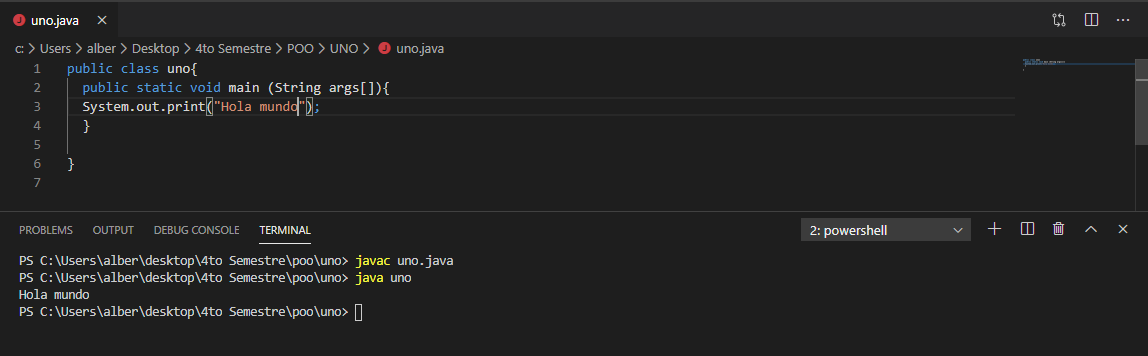 uno.java
C: > Users > alber > Desktop > 4to Semestre > POO > UNO > uno.java
1 public class uno{
2 public static void main (String args[]){
3 System.out.print("Hola mundo");
4 }
5
6 }
7
PROBLEMS OUTPUT DEBUG CONSOLE TERMINAL 2: powershell
PS C:\Users\alber\desktop\4to Semestre\poo\uno> javac uno.java
PS C:\Users\alber\desktop\4to Semestre\poo\uno> java uno
Hola mundo
PS C:\Users\alber\desktop\4to Semestre\poo\uno>